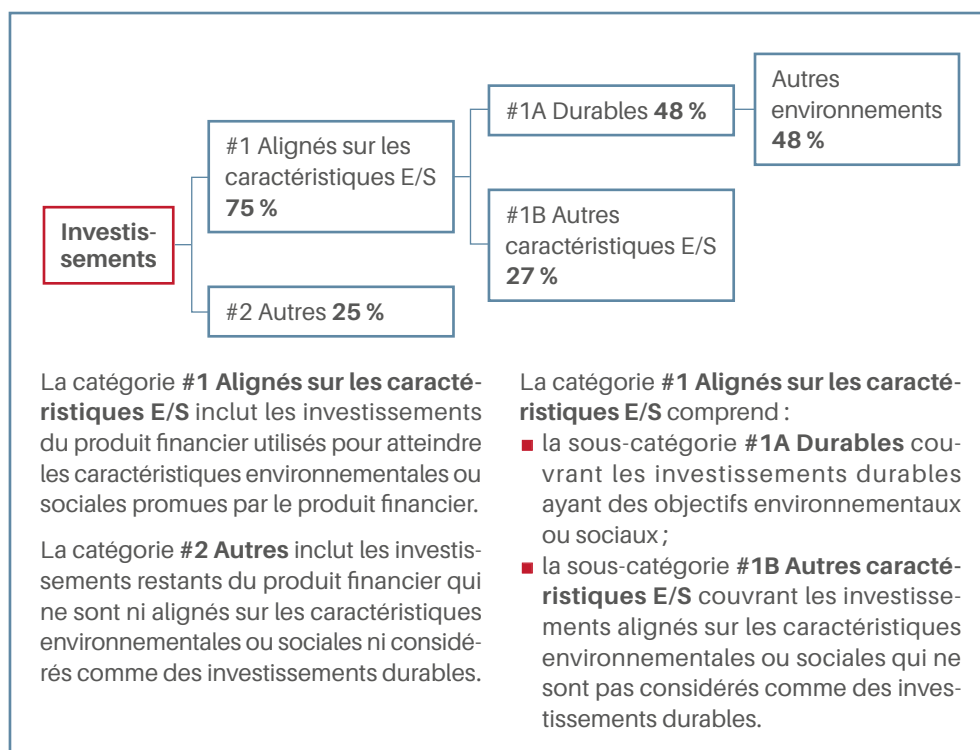 Investis-
sements
#1 Alignés sur les
caractéristiques E/S
75 %
#2 Autres 25 %
#1A Durables 48 %
#1B Autres
caractéristiques E/S
27 %
Autres
environnements
48 %
La catégorie #1 Alignés sur les caracté-
ristiques E/S inclut les investissements
du produit financier utilisés pour atteindre
les caractéristiques environnementales ou
sociales promues par le produit financier.
La catégorie #2 Autres inclut les investis-
sements restants du produit financier qui
ne sont ni alignés sur les caractéristiques
environnementales ou sociales ni considé-
rés comme des investissements durables.
La catégorie #1 Alignés sur les caracté-
ristiques E/S comprend :
■ la sous-catégorie #1A Durables cou-
vrant les investissements durables
ayant des objectifs environnementaux
ou sociaux ;
■ la sous-catégorie #1B Autres caracté-
ristiques E/S couvrant les investisse-
ments alignés sur les caractéristiques
environnementales ou sociales qui ne
sont pas considérés comme des inves-
tissements durables.